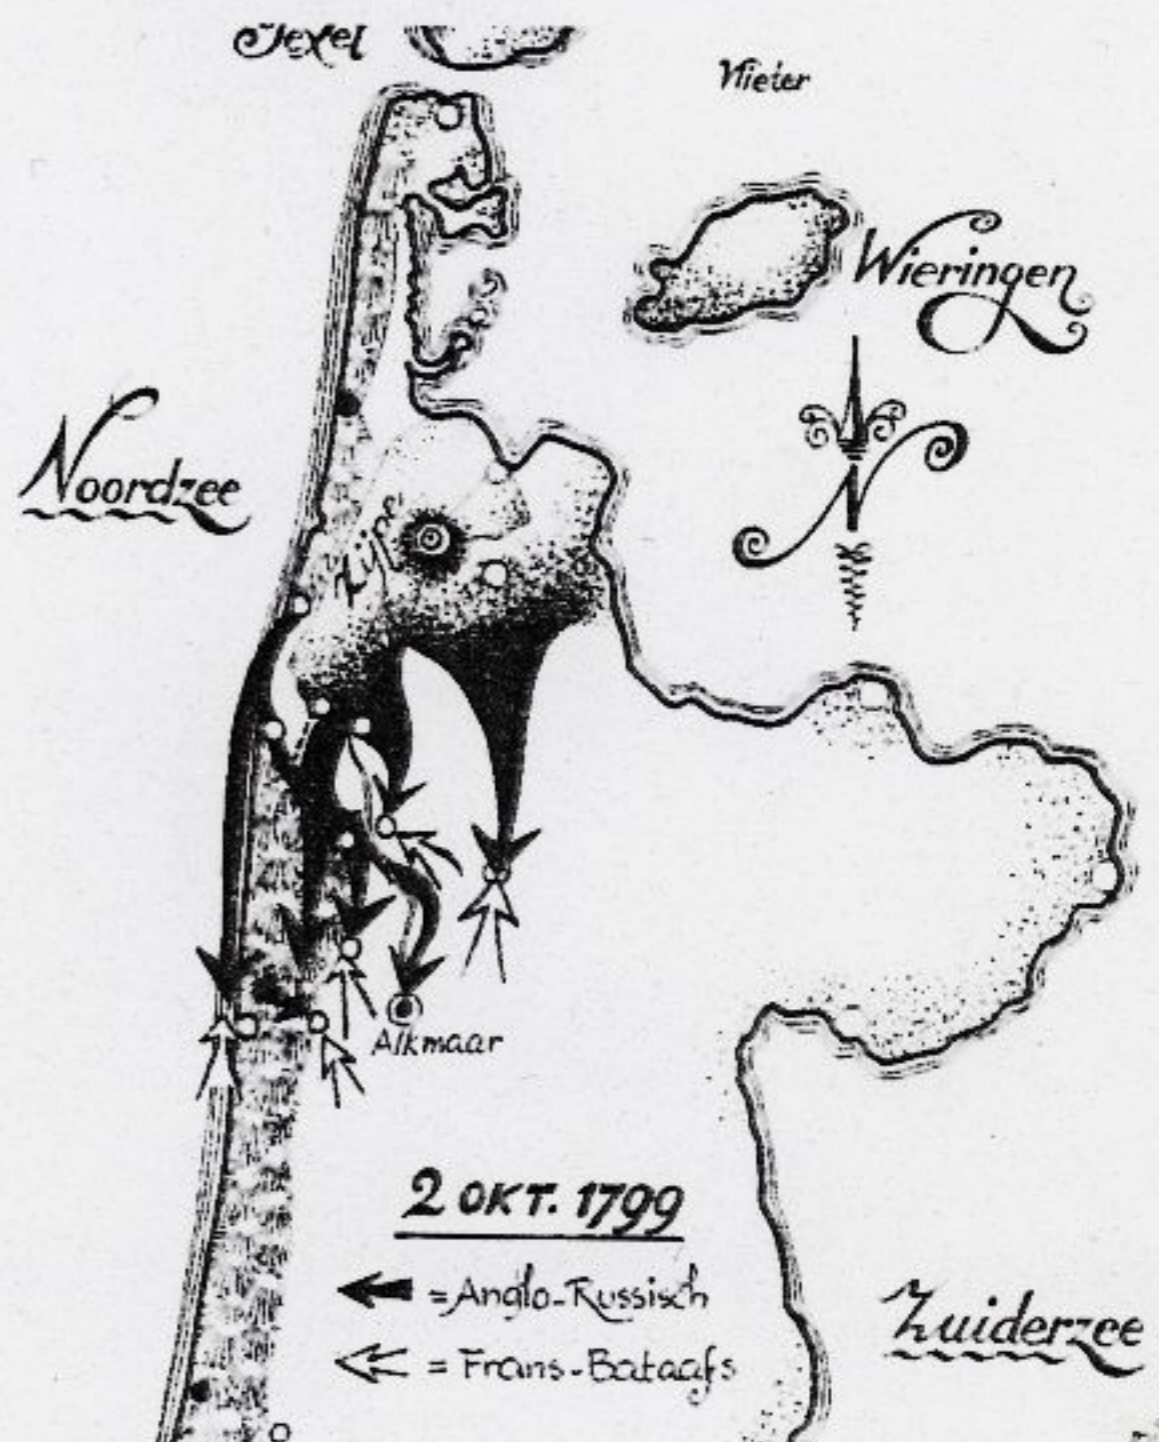 Texel
Vlieter
Wieringen
Noordzee
Zijpe
Alkmaar
2 OKT. 1799
= Anglo-Russisch
= Frans-Bataafs
Zuiderzee